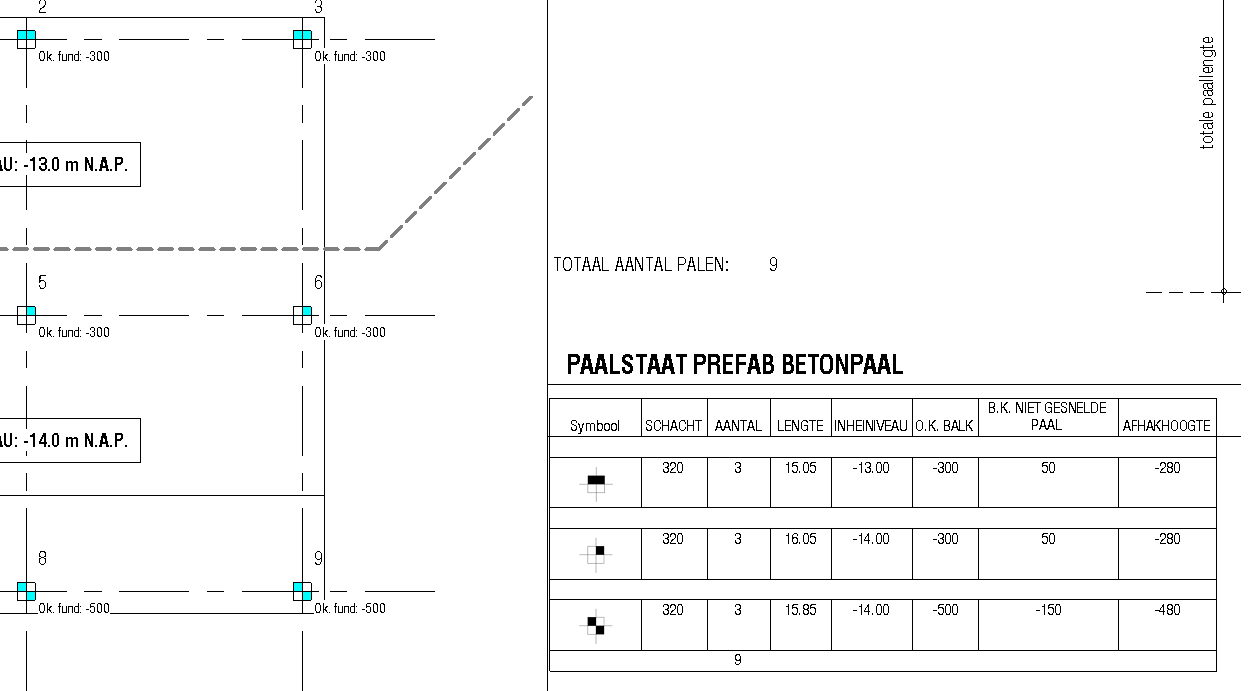 2
3
0k. fund: -300
0k. fund: -300
AU: -13.0 m N.A.P.
5
6
0k. fund: -300
0k. fund: -300
AU: -14.0 m N.A.P.
8
9
0k. fund: -500
0k. fund: -500
totale paallengte
TOTAAL AANTAL PALEN: 9
PAALSTAAT PREFAB BETONPAAL
Symbool SCHACHT AANTAL LENGTE INHEINIVEAU O.K. BALK B.K. NIET GESNELDE PAAL AFHAKHOOGTE
320 3 15.05 -13.00 -300 50 -280
320 3 16.05 -14.00 -300 50 -280
320 3 15.85 -14.00 -500 -150 -480
9